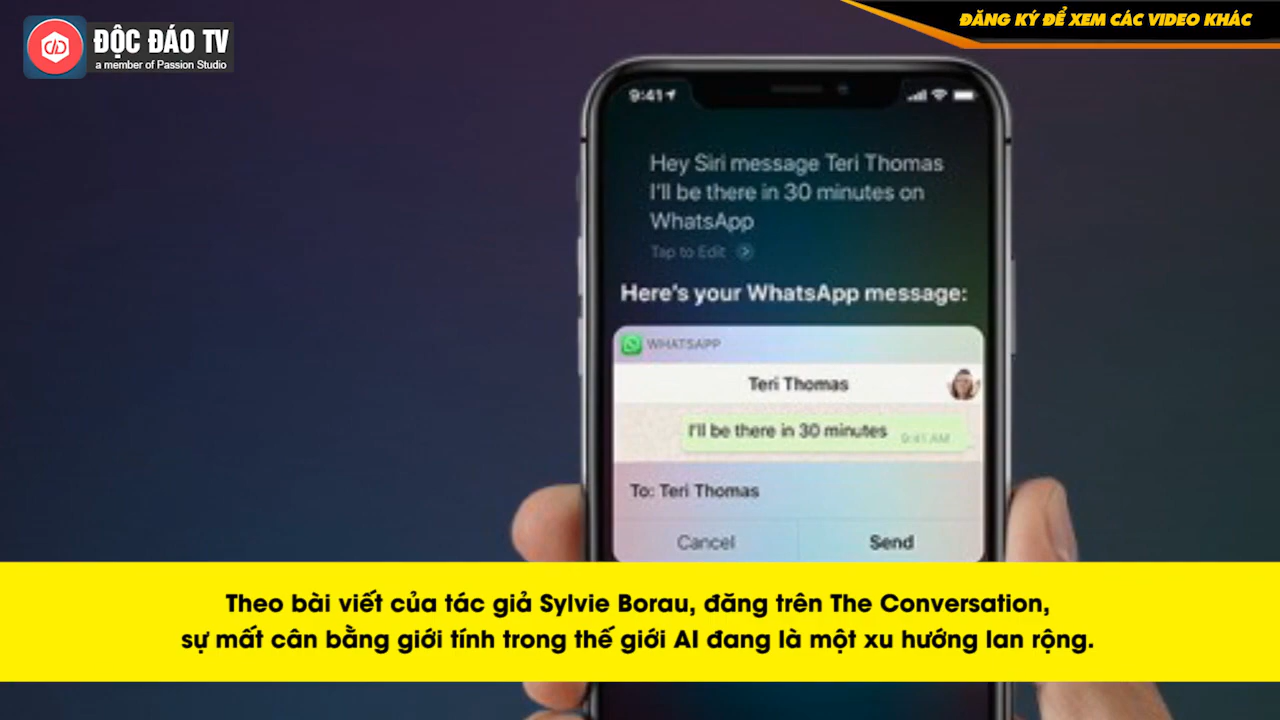 ĐỘC ĐÁO TV
a member of Passion Studio
ĐĂNG KÝ ĐỂ XEM CÁC VIDEO KHÁC
9:41
Hey Siri message Teri Thomas
I'll be there in 30 minutes on
WhatsApp
Tap to Edit
Here's your WhatsApp message:
WHATSAPP
Teri Thomas
I'll be there in 30 minutes 9:41 AM
To: Teri Thomas
Cancel Send
Theo bài viết của tác giả Sylvie Borau, đăng trên The Conversation,
sự mất cân bằng giới tính trong thế giới AI đang là một xu hướng lan rộng.